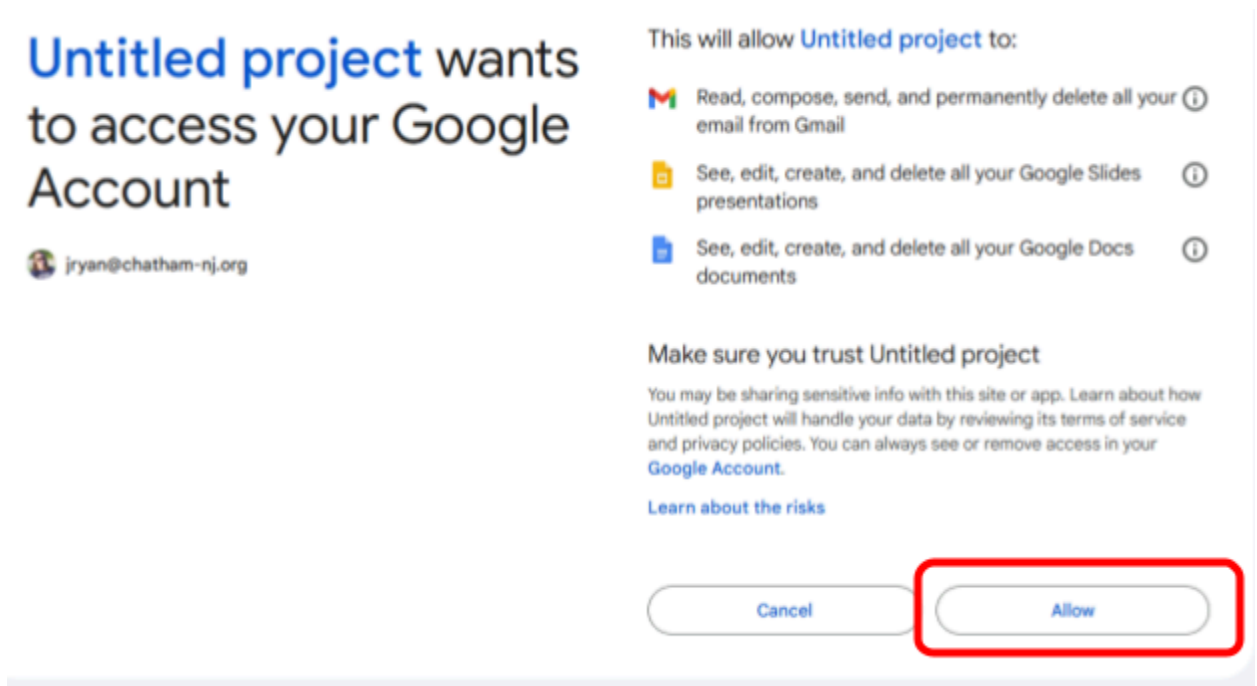 Untitled project wants
to access your Google
Account
jryan@chatham-nj.org
This will allow Untitled project to:
Read, compose, send, and permanently delete all your
email from Gmail
See, edit, create, and delete all your Google Slides
presentations
See, edit, create, and delete all your Google Docs
documents
Make sure you trust Untitled project
You may be sharing sensitive info with this site or app. Learn about how
Untitled project will handle your data by reviewing its terms of service
and privacy policies. You can always see or remove access in your
Google Account.
Learn about the risks
Cancel
Allow